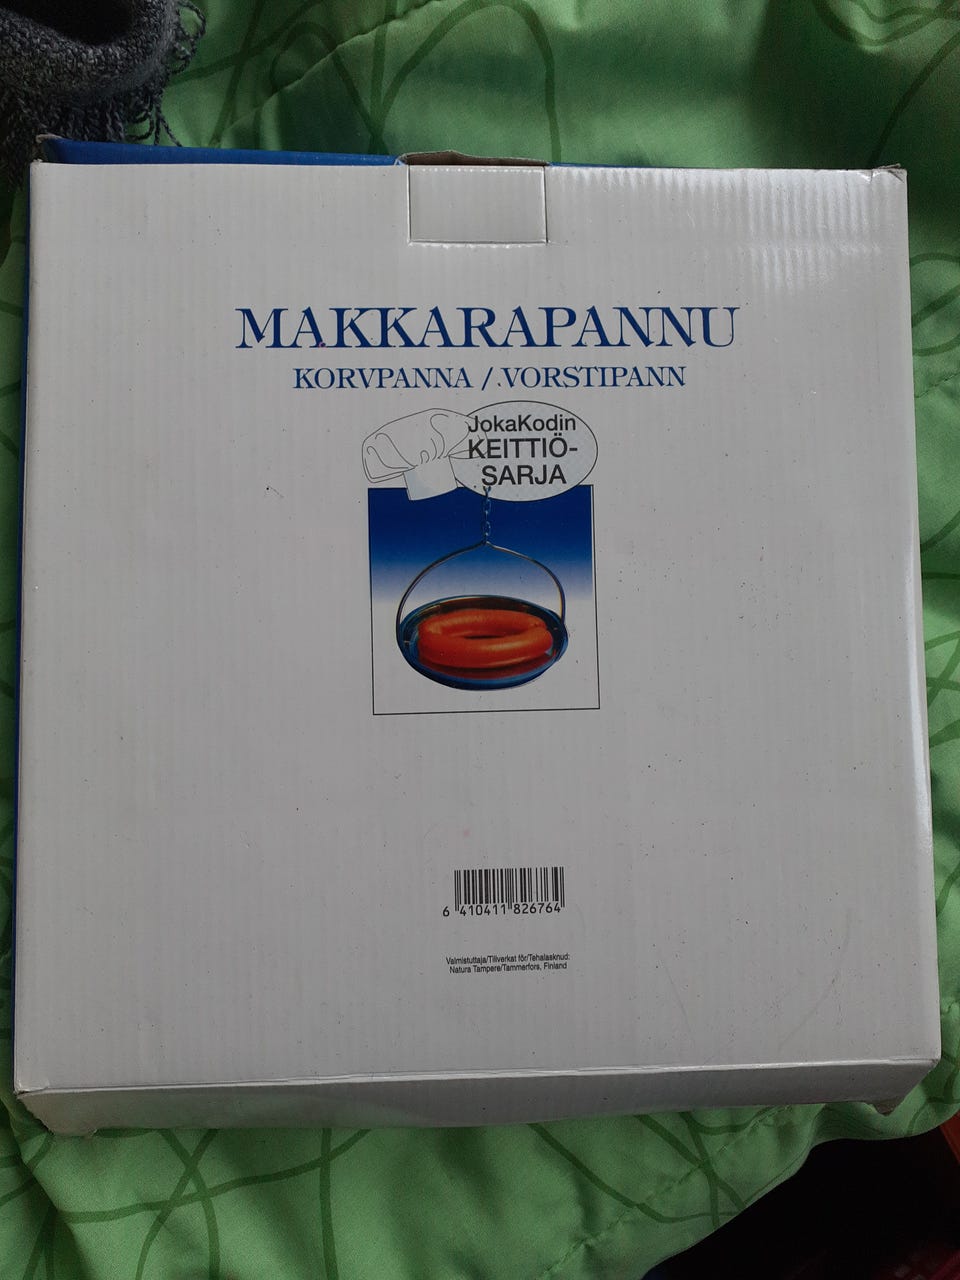 MAKKARAPANNU
KORVPANNA / VORSTIPANN
JokaKodin
KEITTIÖ-
SARJA
6 410411 826764
Valmistuttaja/Tillverkat för/Tehalasknud:
Natura Tampere/Tammerfors, Finland